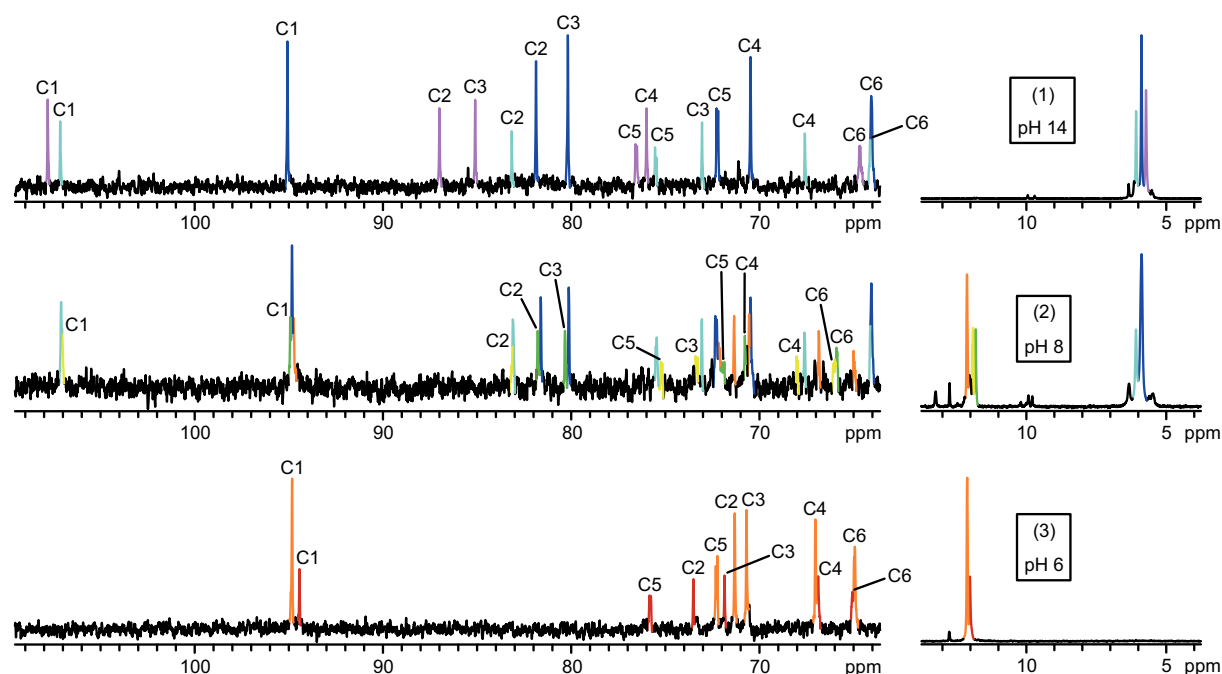 C1 C1 C1 C2 C3 C2 C2 C3 C5 C4 C5 C3 C5 C4 C4 C6 C6 C6
(1)
pH 14
100 90 80 70 ppm 10 5 ppm
C1 C1 C2 C2 C3 C5 C3 C5 C4 C4 C6 C6
(2)
pH 8
100 90 80 70 ppm 10 5 ppm
C1 C1 C5 C2 C5 C2 C3 C3 C4 C4 C6 C6
(3)
pH 6
100 90 80 70 ppm 10 5 ppm